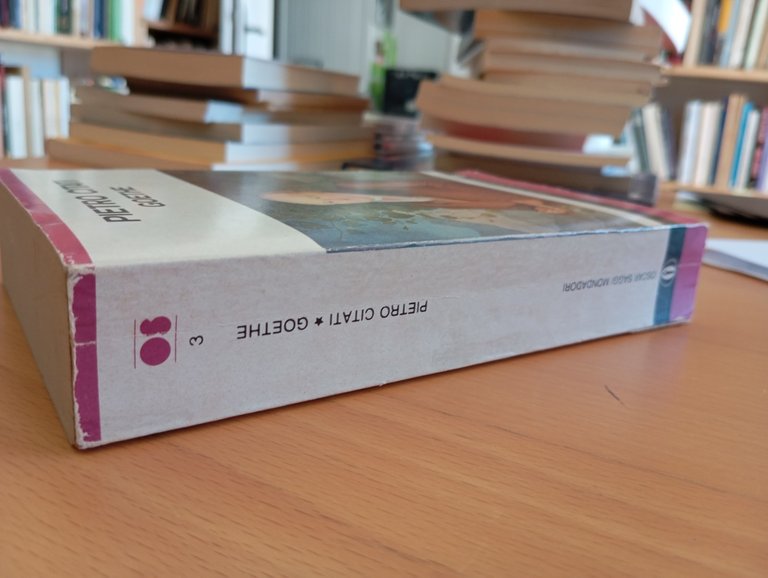 PIETRO CITATI
GOETHE
OS
3
PIETRO CITATI ★ GOETHE
OSCAR SAGGI MONDADORI